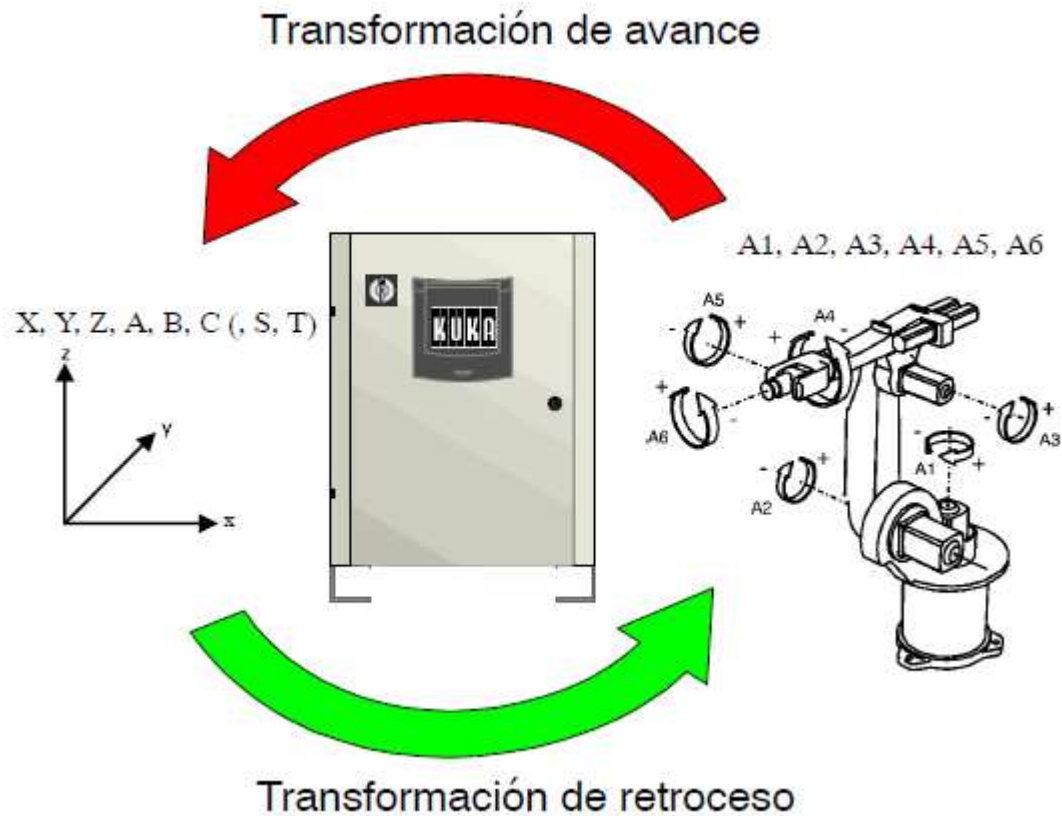 Transformación de avance
A1, A2, A3, A4, A5, A6
X, Y, Z, A, B, C (, S, T)
KUKA
z
y
x
A5
- +
A4
+ -
+
A6
-
- +
A3
-
A1
+
- +
A2
Transformación de retroceso